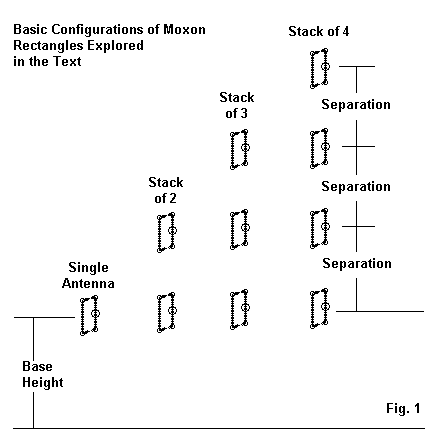 Basic Configurations of Moxon
Rectangles Explored
in the Text
Stack of 4
Separation
Stack
of 3
Separation
Stack
of 2
Separation
Single
Antenna
Base
Height
Fig. 1